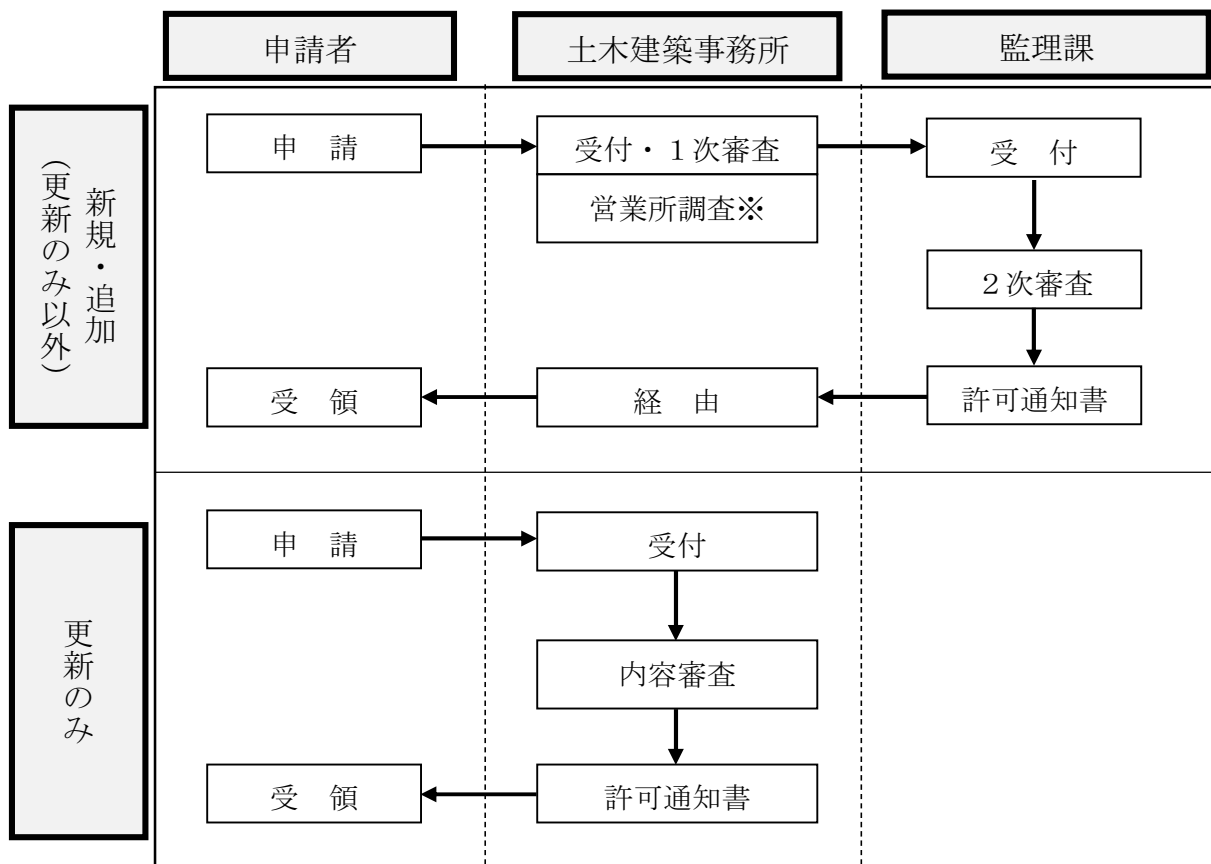 申請者
土木建築事務所
監理課
新規・追加
(更新のみ以外)
申　請
受付・１次審査
受　付
営業所調査※
２次審査
受　領
経　由
許可通知書
更新のみ
申　請
受付
内容審査
受　領
許可通知書